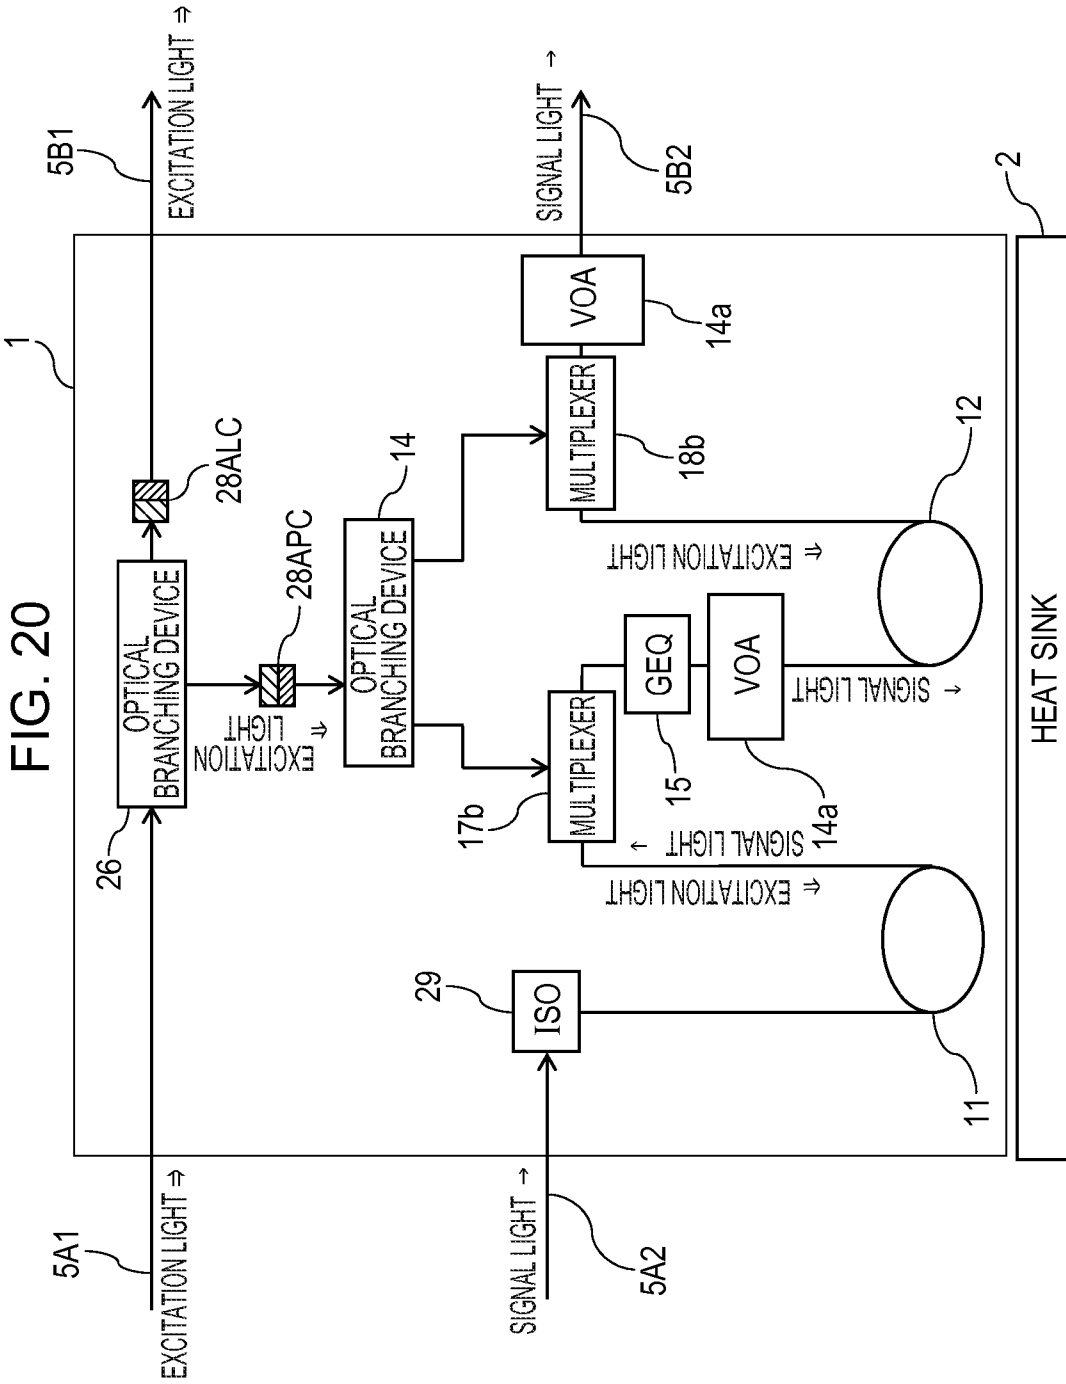 FIG. 20
1
5A1
EXCITATION LIGHT ⇒
26
OPTICAL
BRANCHING DEVICE
28ALC
5B1
EXCITATION LIGHT ⇒
EXCITATION
LIGHT ⇒
28APC
OPTICAL
BRANCHING DEVICE
14
SIGNAL LIGHT →
5A2
29
ISO
17b
MULTIPLEXER
MULTIPLEXER
18b
VOA
14a
SIGNAL LIGHT →
5B2
GEQ
15
VOA
14a
EXCITATION LIGHT ⇒
SIGNAL LIGHT →
SIGNAL LIGHT →
EXCITATION LIGHT ⇒
11
12
HEAT SINK
2